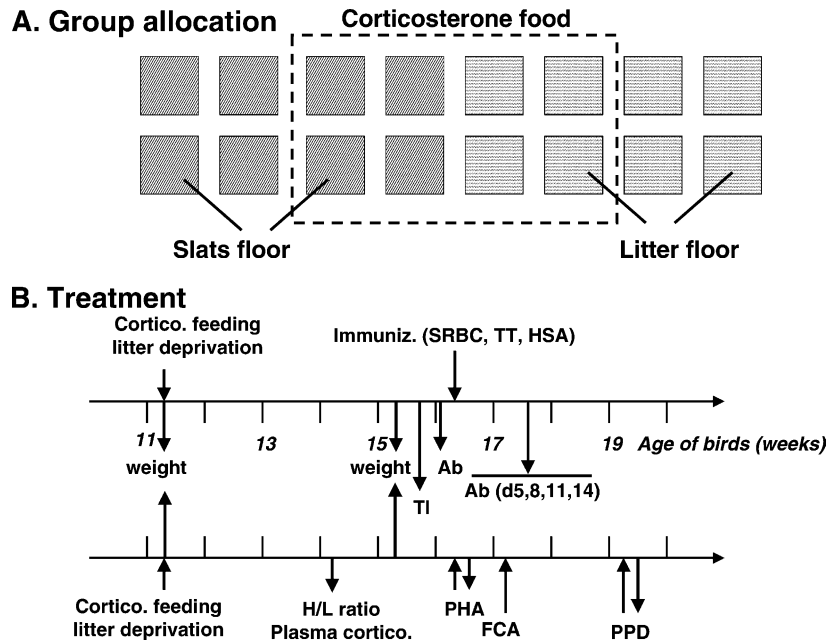 A. Group allocation
Corticosterone food
Slats floor
Litter floor
B. Treatment
Cortico. feeding
litter deprivation
Immuniz. (SRBC, TT, HSA)
11
13
15
17
19
Age of birds (weeks)
weight
weight
Ab
TI
Ab (d5,8,11,14)
Cortico. feeding
litter deprivation
H/L ratio
Plasma cortico.
PHA
FCA
PPD